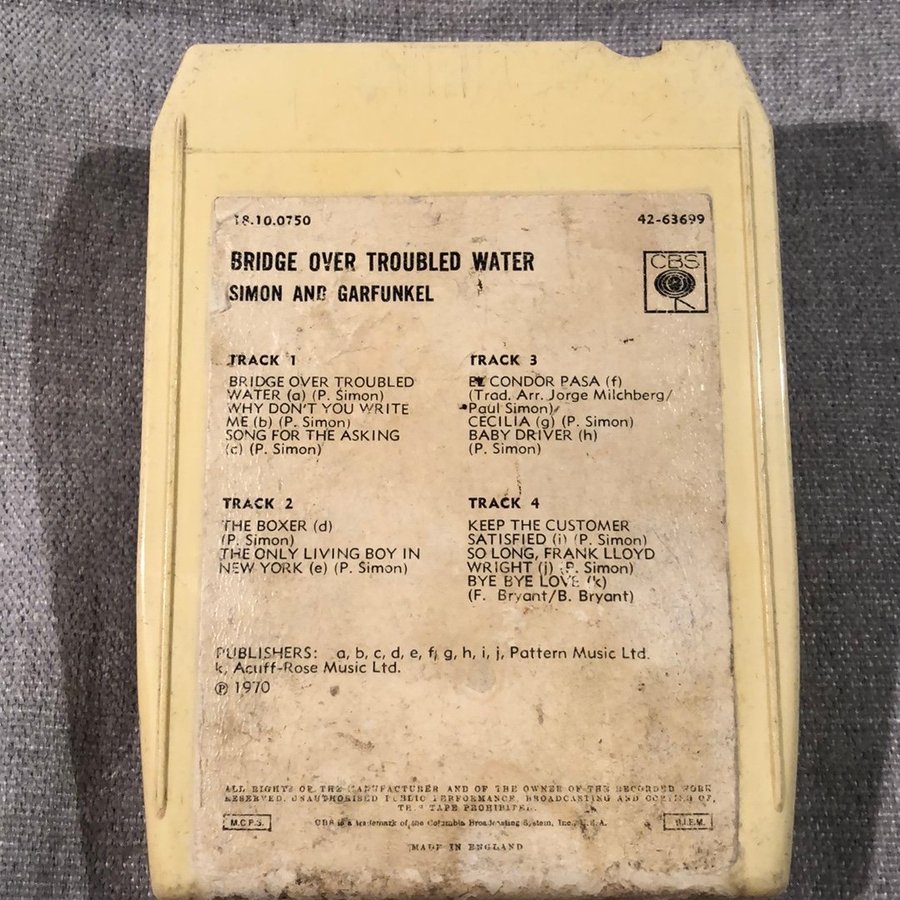 18.10.0750
42-63699
BRIDGE OVER TROUBLED WATER
SIMON AND GARFUNKEL
CBS
TRACK 1
BRIDGE OVER TROUBLED
WATER (a) (P. Simon)
WHY DON'T YOU WRITE
ME (b) (P. Simon)
SONG FOR THE ASKING
(c) (P. Simon)
TRACK 2
THE BOXER (d)
(P. Simon)
THE ONLY LIVING BOY IN
NEW YORK (e) (P. Simon)
TRACK 3
EL CONDOR PASA (f)
(Trad. Arr. Jorge Milchberg/
Paul Simon)
CECILIA (g) (P. Simon)
BABY DRIVER (h)
(P. Simon)
TRACK 4
KEEP THE CUSTOMER
SATISFIED (i) (P. Simon)
SO LONG, FRANK LLOYD
WRIGHT (j) (P. Simon)
BYE BYE LOVE (k)
(F. Bryant/B. Bryant)
PUBLISHERS: a, b, c, d, e, f, g, h, i, j, Pattern Music Ltd.
k, Acuff-Rose Music Ltd.
℗ 1970
ALL RIGHTS OF THE MANUFACTURER AND OF THE OWNER OF THE RECORDED WORK
RESERVED. UNAUTHORISED PUBLIC PERFORMANCE, BROADCASTING AND COPYING OF
THIS TAPE PROHIBITED.
M.C.P.S.
CBS is a trademark of the Columbia Broadcasting System, Inc., U.S.A.
B.I.E.M.
MADE IN ENGLAND